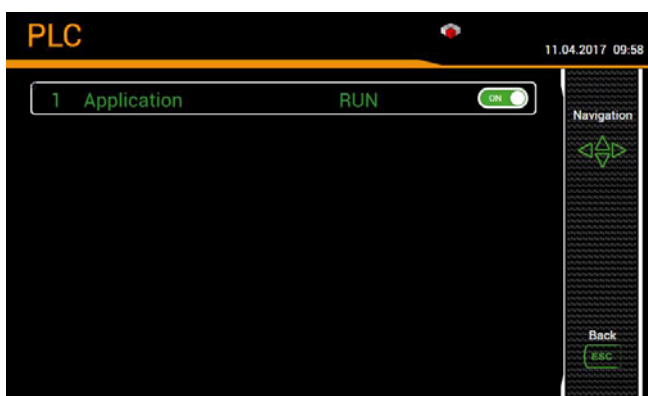 PLC
11.04.2017 09:58
1 Application RUN ON
Navigation
Back
ESC